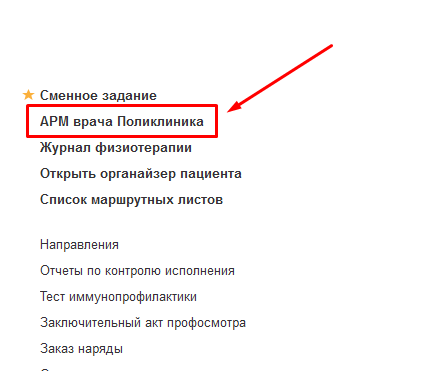 Сменное задание
АРМ врача Поликлиника
Журнал физиотерапии
Открыть органайзер пациента
Список маршрутных листов
Направления
Отчеты по контролю исполнения
Тест иммунопрофилактики
Заключительный акт профосмотра
Заказ наряды